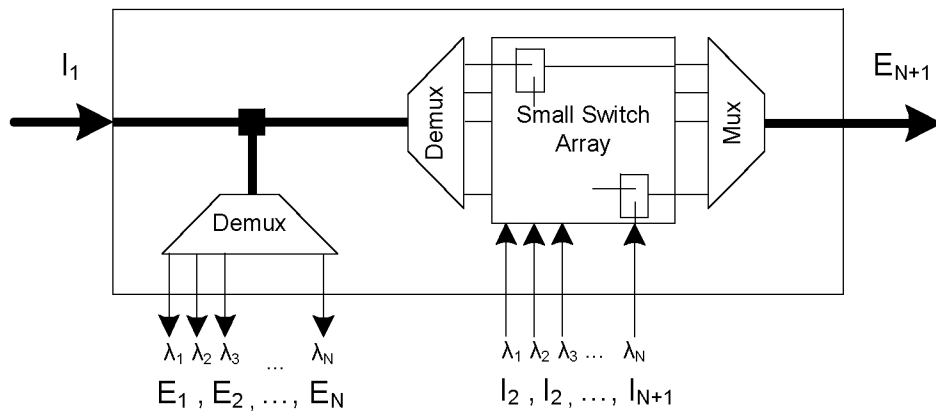 I1
EN+1
Demux
Small Switch
Array
Mux
Demux
λ1 λ2 λ3 ... λN
E1 , E2 , ..., EN
λ1 λ2 λ3 ... λN
I2 , I2 , ..., IN+1